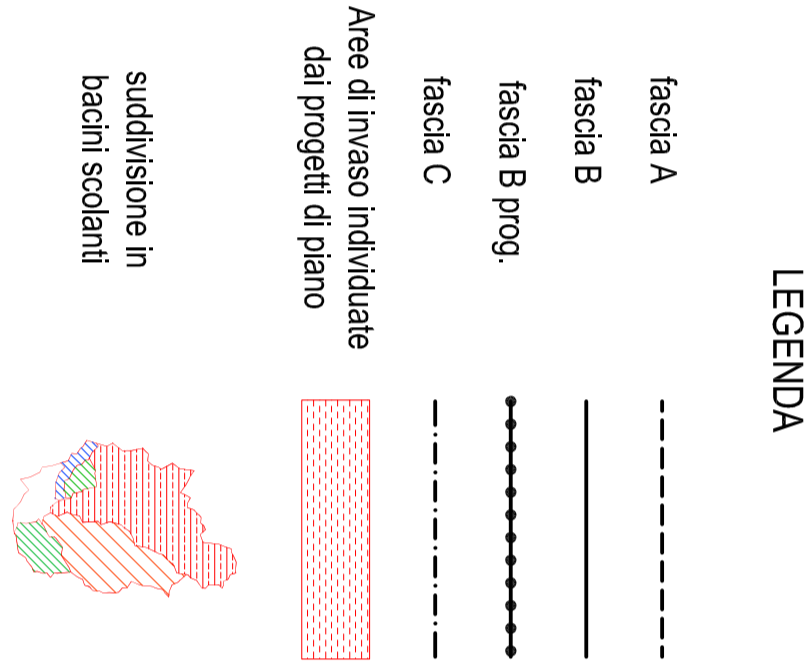 LEGENDA
fascia A
fascia B
fascia B prog.
fascia C
Aree di invaso individuate
dai progetti di piano
suddivisione in
bacini scolanti